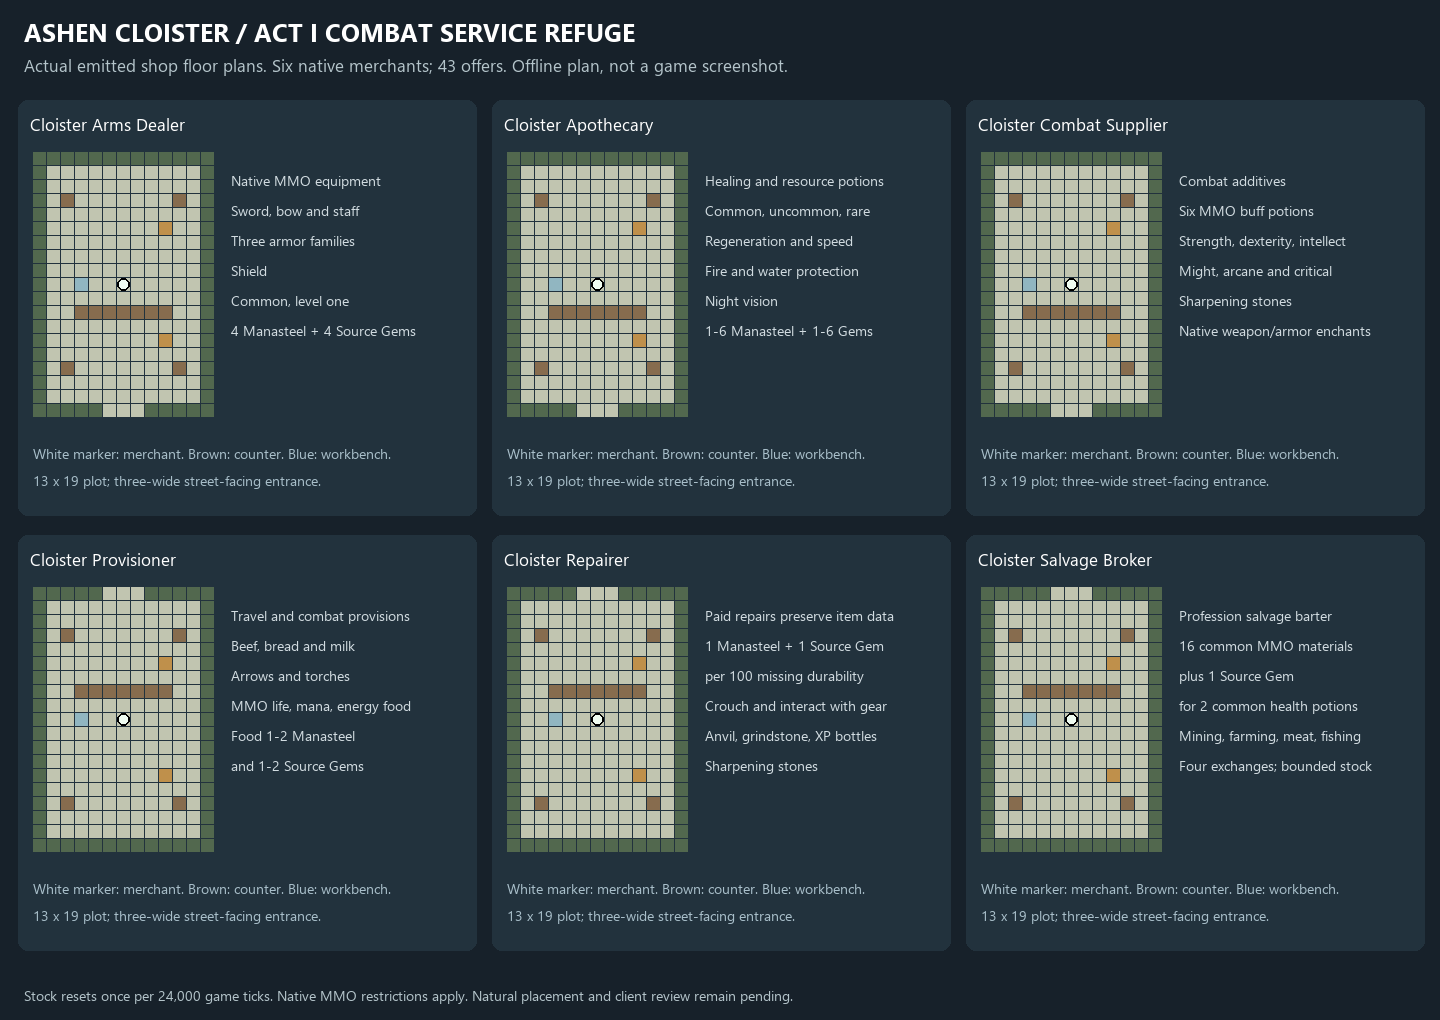 ASHEN CLOISTER / ACT I COMBAT SERVICE REFUGE
Actual emitted shop floor plans. Six native merchants; 43 offers. Offline plan, not a game screenshot.
Cloister Arms Dealer
Native MMO equipment
Sword, bow and staff
Three armor families
Shield
Common, level one
4 Manasteel + 4 Source Gems
White marker: merchant. Brown: counter. Blue: workbench.
13 x 19 plot; three-wide street-facing entrance.
Cloister Apothecary
Healing and resource potions
Common, uncommon, rare
Regeneration and speed
Fire and water protection
Night vision
1-6 Manasteel + 1-6 Gems
White marker: merchant. Brown: counter. Blue: workbench.
13 x 19 plot; three-wide street-facing entrance.
Cloister Combat Supplier
Combat additives
Six MMO buff potions
Strength, dexterity, intellect
Might, arcane and critical
Sharpening stones
Native weapon/armor enchants
White marker: merchant. Brown: counter. Blue: workbench.
13 x 19 plot; three-wide street-facing entrance.
Cloister Provisioner
Travel and combat provisions
Beef, bread and milk
Arrows and torches
MMO life, mana, energy food
Food 1-2 Manasteel
and 1-2 Source Gems
White marker: merchant. Brown: counter. Blue: workbench.
13 x 19 plot; three-wide street-facing entrance.
Cloister Repairer
Paid repairs preserve item data
1 Manasteel + 1 Source Gem
per 100 missing durability
Crouch and interact with gear
Anvil, grindstone, XP bottles
Sharpening stones
White marker: merchant. Brown: counter. Blue: workbench.
13 x 19 plot; three-wide street-facing entrance.
Cloister Salvage Broker
Profession salvage barter
16 common MMO materials
plus 1 Source Gem
for 2 common health potions
Mining, farming, meat, fishing
Four exchanges; bounded stock
White marker: merchant. Brown: counter. Blue: workbench.
13 x 19 plot; three-wide street-facing entrance.
Stock resets once per 24,000 game ticks. Native MMO restrictions apply. Natural placement and client review remain pending.